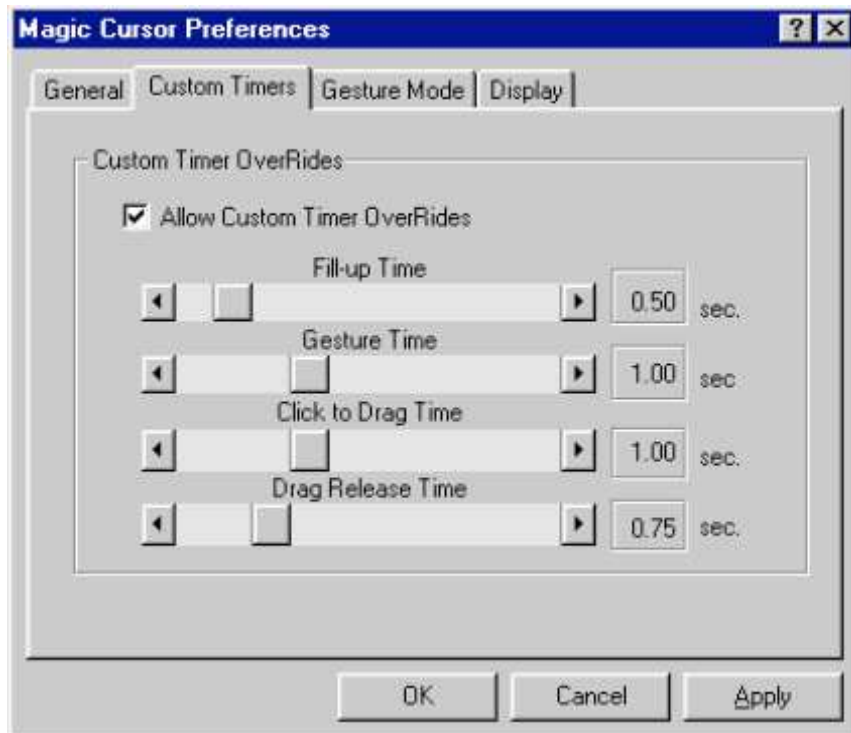 Magic Cursor Preferences
General Custom Timers Gesture Mode Display
Custom Timer OverRides
Allow Custom Timer OverRides
Fill-up Time
0.50 sec.
Gesture Time
1.00 sec
Click to Drag Time
1.00 sec.
Drag Release Time
0.75 sec.
OK Cancel Apply